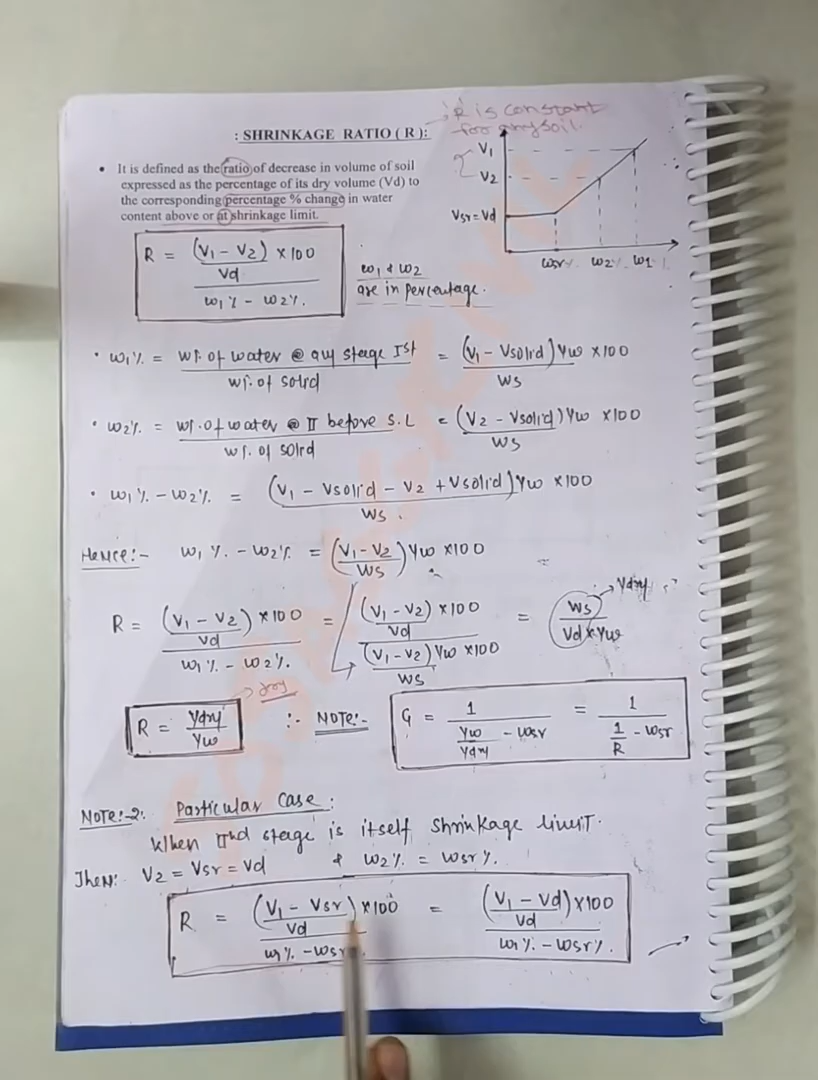 : SHRINKAGE RATIO ( R ):
∴ R is constant
for any soil.
• It is defined as the ratio of decrease in volume of soil
expressed as the percentage of its dry volume (Vd) to
the corresponding percentage % change in water
content above or at shrinkage limit.
V1
V2
Vsr = Vd
wsr% w2% w1%
R = ((V1 - V2) × 100 / Vd) / (w1% - w2%)
w1 & w2
are in percentage.
• w1% = wt. of water @ any stage Ist / wt. of solid = (V1 - Vsolid) γw × 100 / Ws
• w2% = wt. of water @ II before S.L / wt. of solid = (V2 - Vsolid) γw × 100 / Ws
• w1% - w2% = (V1 - Vsolid - V2 + Vsolid) γw × 100 / Ws.
Hence:- w1% - w2% = (V1 - V2 / Ws) γw × 100
R = ((V1 - V2 / Vd) × 100) / (w1% - w2%) = ((V1 - V2) × 100 / Vd) / ((V1 - V2) γw × 100 / Ws) = Ws / Vd × γw → γdry
R = γdry / γw → dry :- NOTE:- G = 1 / (γw / γdry - wsr) = 1 / (1 / R - wsr)
NOTE:-2: Particular Case:
When IInd stage is itself Shrinkage limit.
Then: V2 = Vsr = Vd & w2% = wsr%.
R = ((V1 - Vsr / Vd) × 100) / (w1% - wsr%) = ((V1 - Vd / Vd) × 100) / (w1% - wsr%).